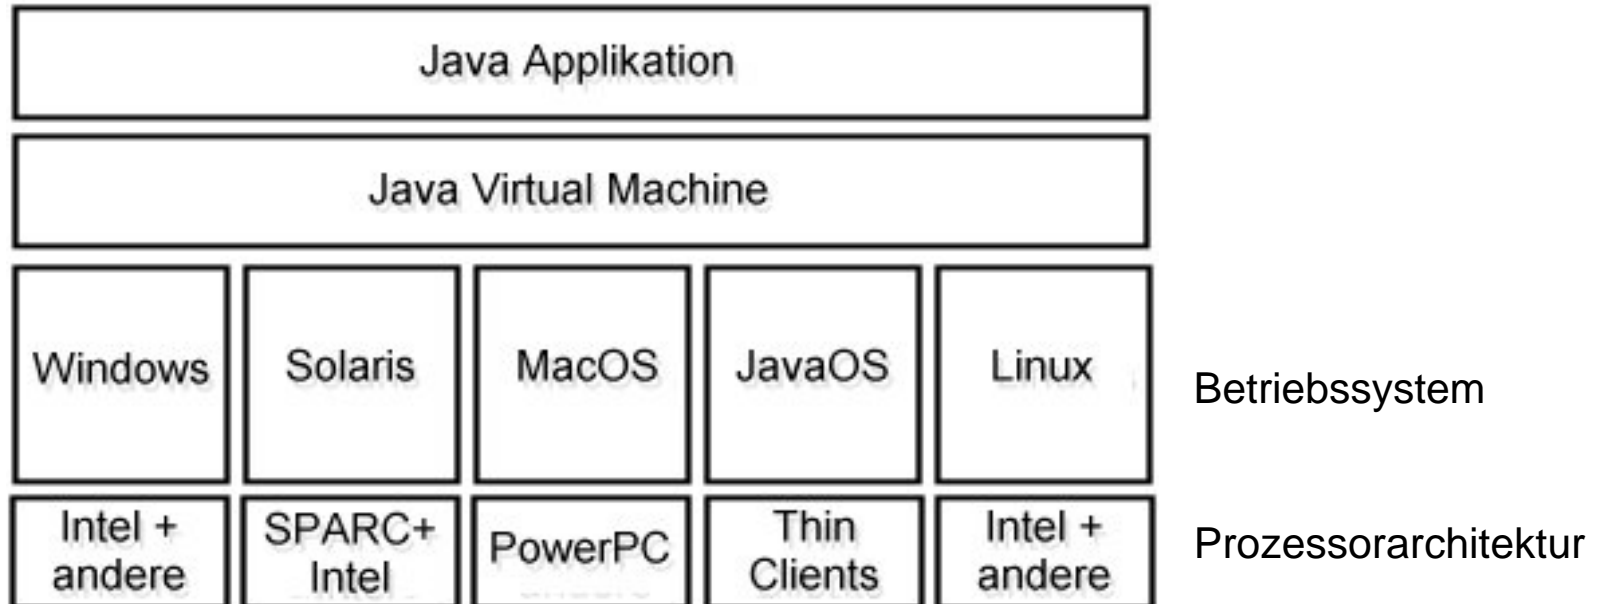 Java Applikation
Java Virtual Machine
Windows
Solaris
MacOS
JavaOS
Linux
Betriebssystem
Intel +
andere
SPARC+
Intel
PowerPC
Thin
Clients
Intel +
andere
Prozessorarchitektur